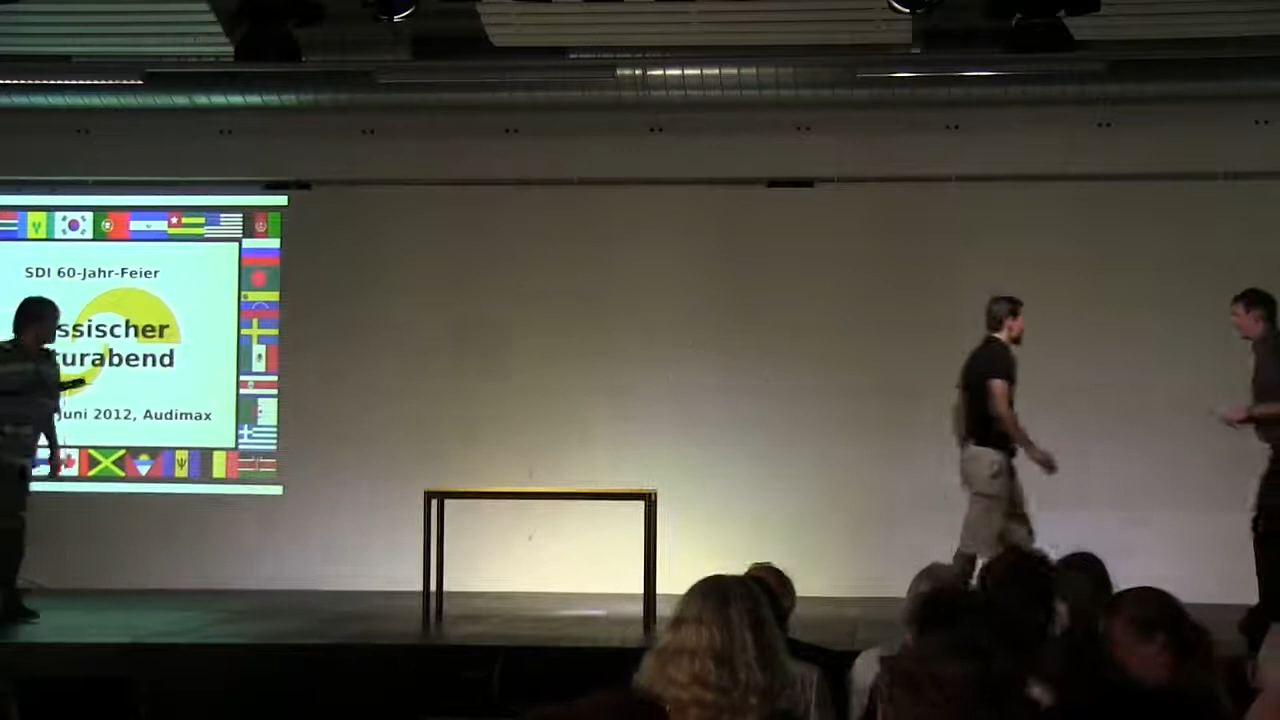 SDI 60-Jahr-Feier
ssischer
turabend
Juni 2012, Audimax